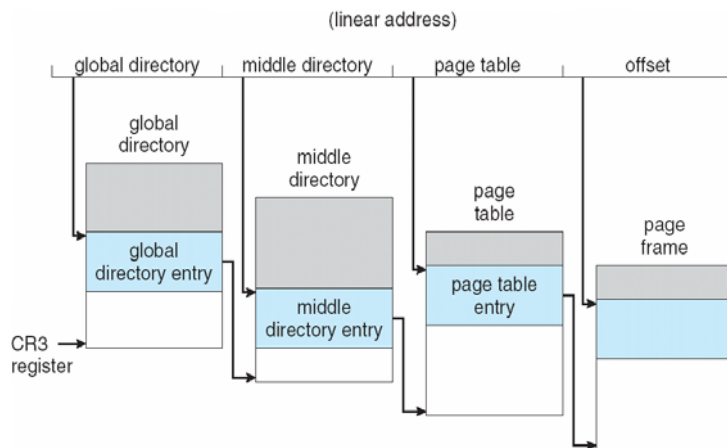 (linear address)
global directory
middle directory
page table
offset
global
directory
middle
directory
page
table
page
frame
global
directory entry
middle
directory entry
page table
entry
CR3
register